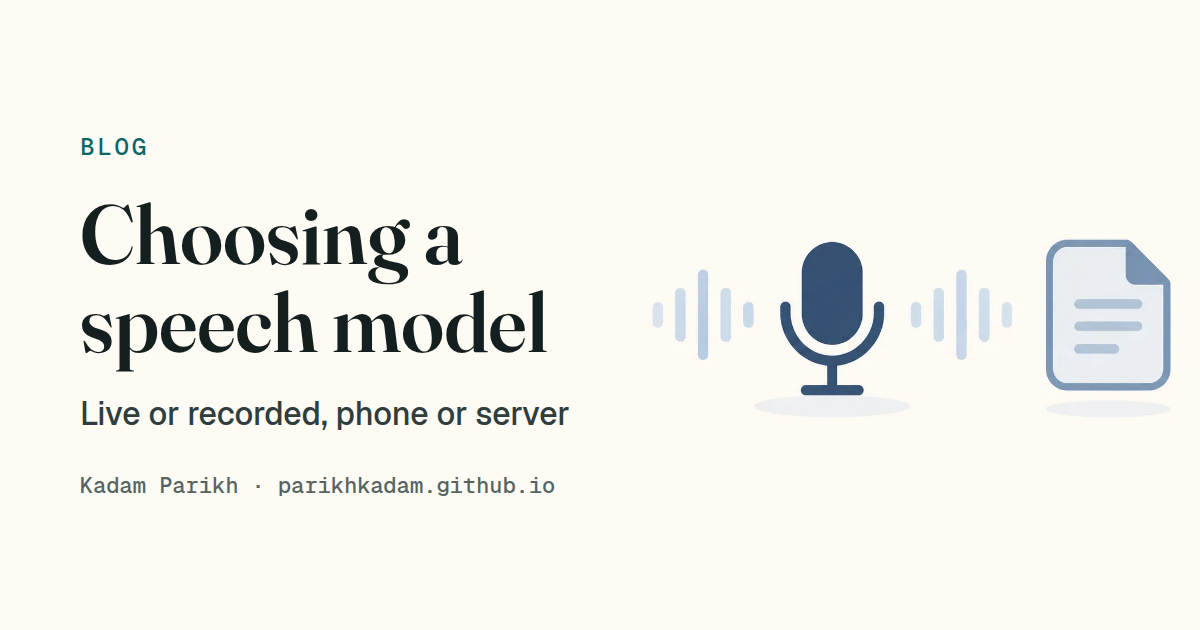 BLOG
Choosing a
speech model
Live or recorded, phone or server
Kadam Parikh · parikhkadam.github.io